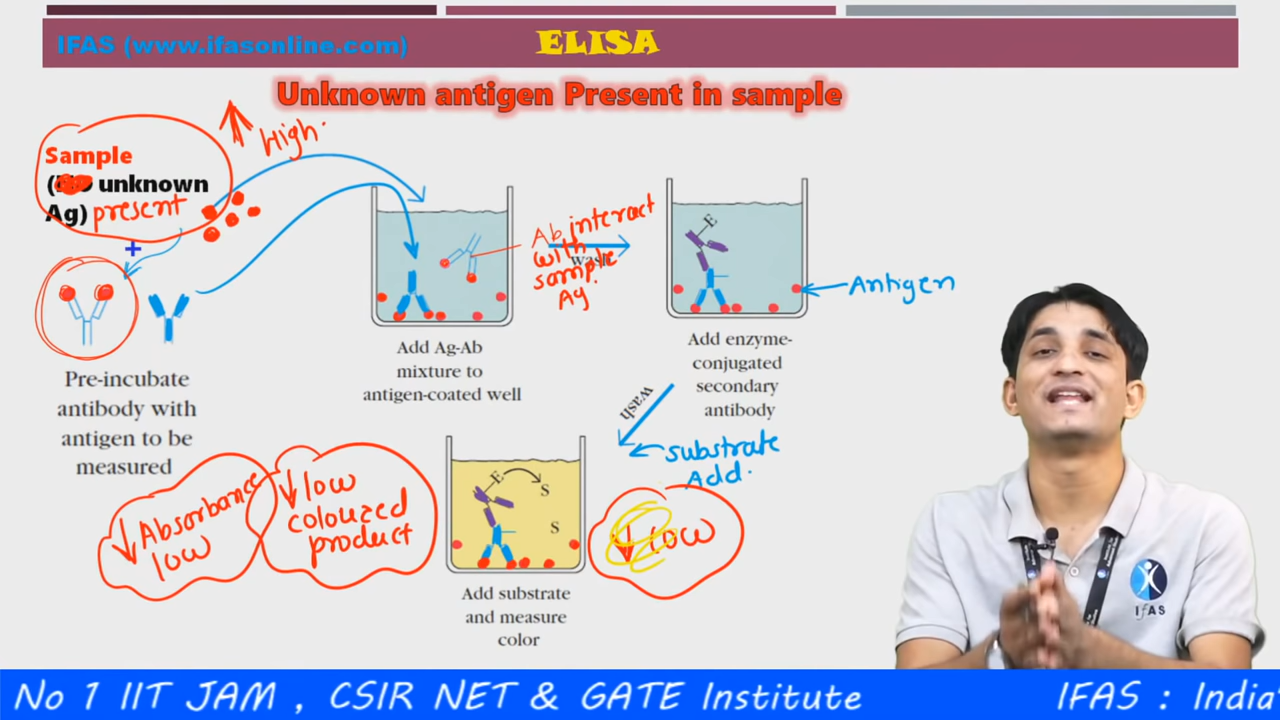 IFAS (www.ifasonline.com)
ELISA
Unknown antigen Present in sample
High.
Sample
( unknown
Ag) present
+
Pre-incubate
antibody with
antigen to be
measured
Ab interact
with
sample
Ag.
wash
Add Ag-Ab
mixture to
antigen-coated well
E
Antigen
Add enzyme-
conjugated
secondary
antibody
wash
substrate
Add.
Absorbance
low
low
colouzed
product
E
S
S
low
Add substrate
and measure
color
IfAS
No 1 IIT JAM , CSIR NET & GATE Institute
IFAS : India'